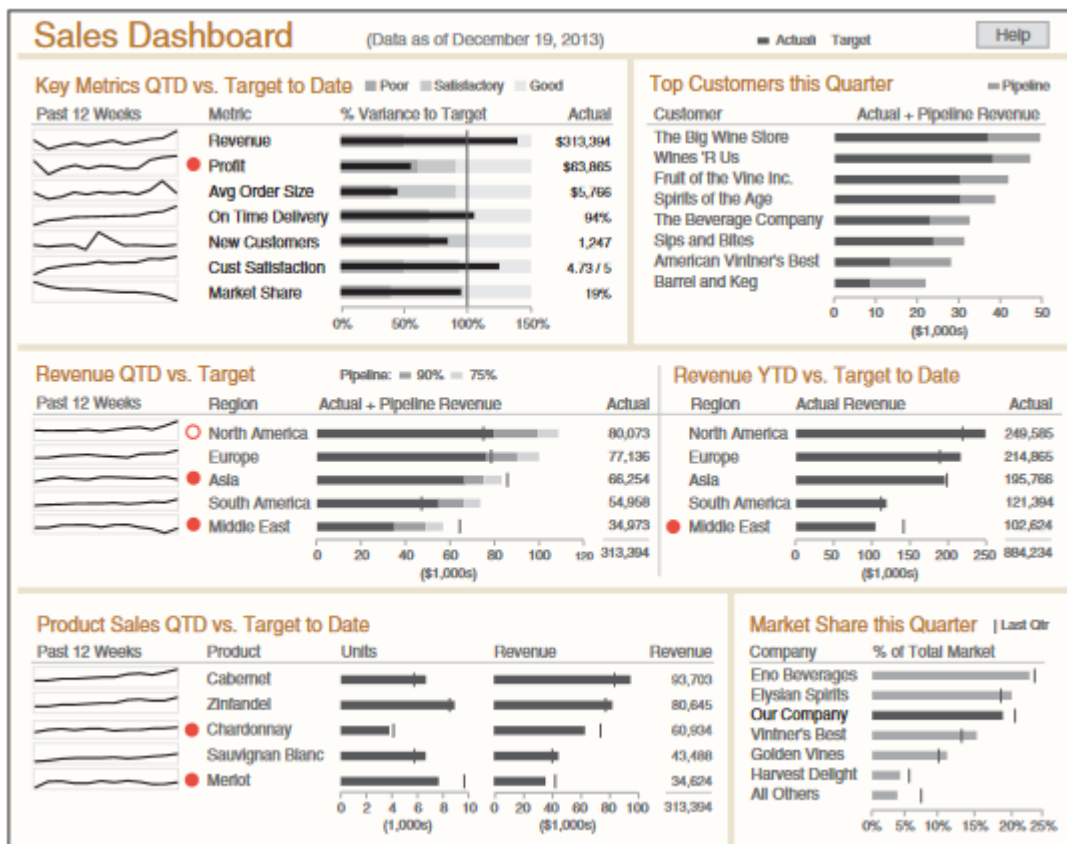 Sales Dashboard (Data as of December 19, 2013) Actual Target Help
Key Metrics QTD vs. Target to Date Poor Satisfactory Good
Past 12 Weeks Metric % Variance to Target Actual
Revenue $313,394
Profit $63,865
Avg Order Size $5,766
On Time Delivery 94%
New Customers 1,247
Cust Satisfaction 4.73 / 5
Market Share 19%
0% 50% 100% 150%
Top Customers this Quarter Pipeline
Customer Actual + Pipeline Revenue
The Big Wine Store
Wines 'R Us
Fruit of the Vine Inc.
Spirits of the Age
The Beverage Company
Sips and Bites
American Vintner's Best
Barrel and Keg
0 10 20 30 40 50
($1,000s)
Revenue QTD vs. Target Pipeline: 90% 75%
Past 12 Weeks Region Actual + Pipeline Revenue Actual
North America 80,073
Europe 77,136
Asia 66,254
South America 54,958
Middle East 34,973
0 20 40 60 80 100 120 313,394
($1,000s)
Revenue YTD vs. Target to Date
Region Actual Revenue Actual
North America 249,585
Europe 214,865
Asia 195,766
South America 121,394
Middle East 102,624
0 50 100 150 200 250 884,234
($1,000s)
Product Sales QTD vs. Target to Date
Past 12 Weeks Product Units Revenue Revenue
Cabernet 93,703
Zinfandel 80,645
Chardonnay 60,934
Sauvignan Blanc 43,488
Merlot 34,624
0 2 4 6 8 10 0 20 40 60 80 100 313,394
(1,000s) ($1,000s)
Market Share this Quarter Last Qtr
Company % of Total Market
Eno Beverages
Elysian Spirits
Our Company
Vintner's Best
Golden Vines
Harvest Delight
All Others
0% 5% 10% 15% 20% 25%